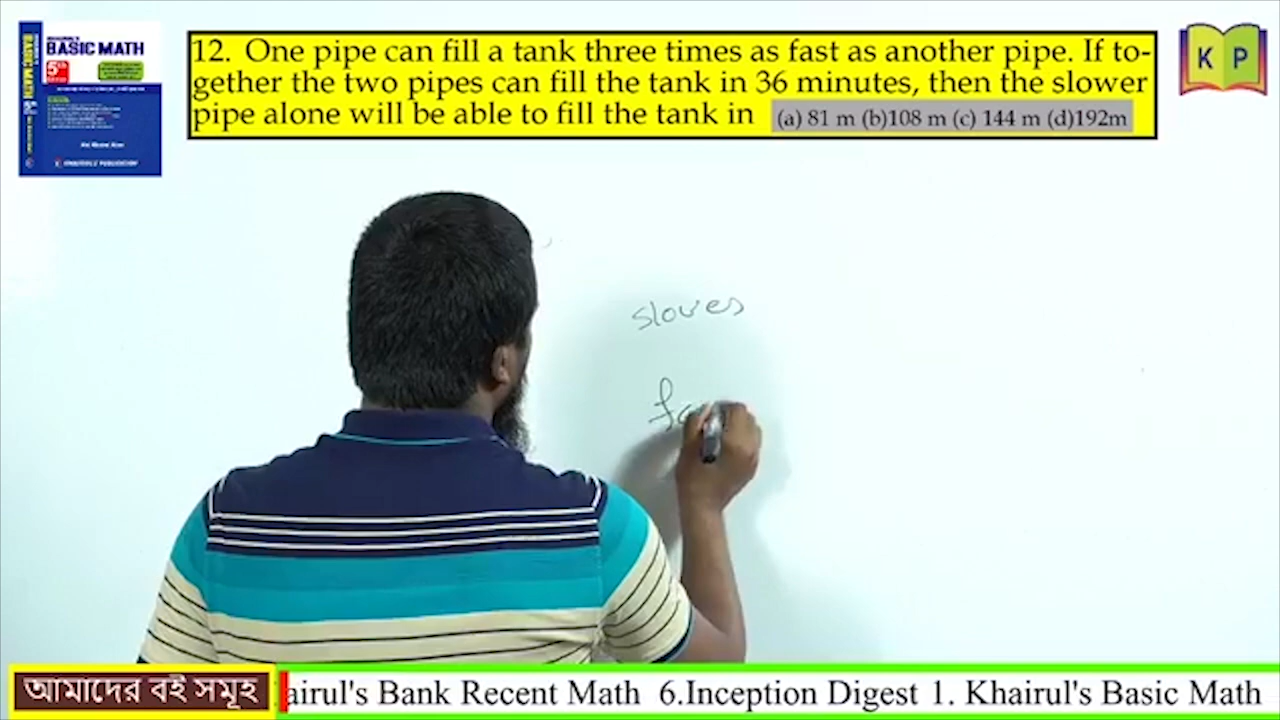 BASIC MATH
5th
12. One pipe can fill a tank three times as fast as another pipe. If to-
gether the two pipes can fill the tank in 36 minutes, then the slower
pipe alone will be able to fill the tank in (a) 81 m (b)108 m (c) 144 m (d)192m
K P
slower
fa
আমাদের বই সমূহ airul's Bank Recent Math 6.Inception Digest 1. Khairul's Basic Math